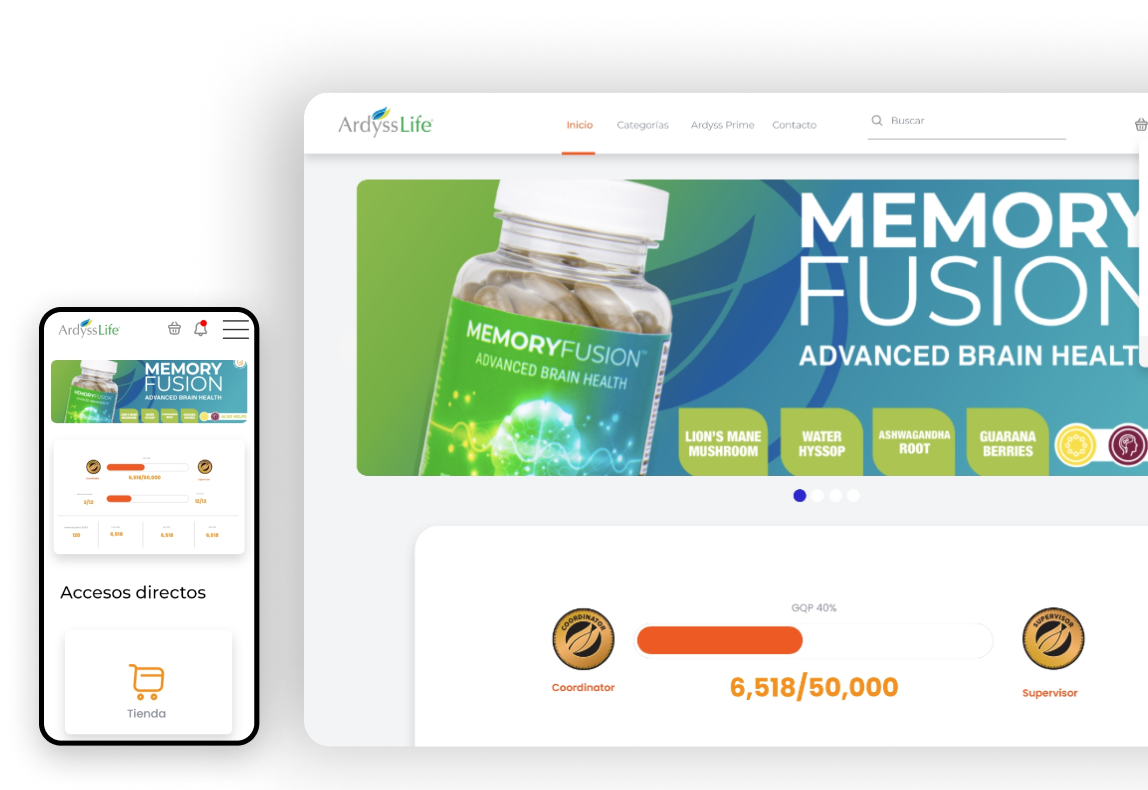 ArdyssLife
Inicio
Categorías
Ardyss Prime
Contacto
Buscar
MEMORY
FUSION
ADVANCED BRAIN HEALT
MEMORYFUSION™
ADVANCED BRAIN HEALTH
LION'S MANE
MUSHROOM
WATER
HYSSOP
ASHWAGANDHA
ROOT
GUARANA
BERRIES
GQP 40%
COORDINATOR
SUPERVISOR
6,518/50,000
Coordinator
Supervisor
ArdyssLife
MEMORY
FUSION
ADVANCED BRAIN HEALTH
MEMORYFUSION
6,518/50,000
2/12
12/12
120
6,518
6,518
6,518
Accesos directos
Tienda